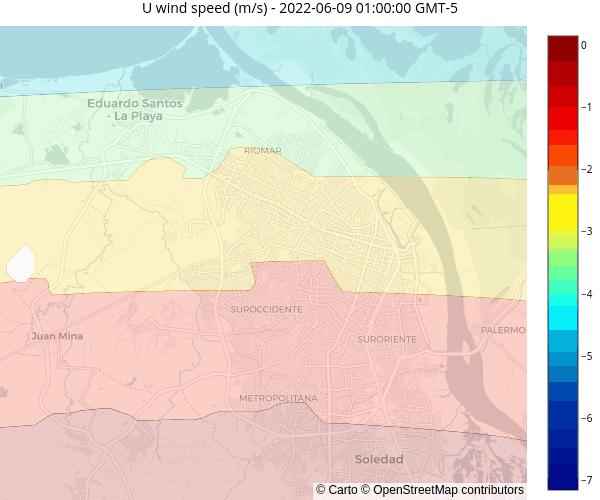 U wind speed (m/s) - 2022-06-09 01:00:00 GMT-5
Eduardo Santos
- La Playa
RIOMAR
SUROCCIDENTE
Juan Mina
SURORIENTE
PALERMO
METROPOLITANA
Soledad
© Carto © OpenStreetMap contributors
0
−1
−2
−3
−4
−5
−6
−7